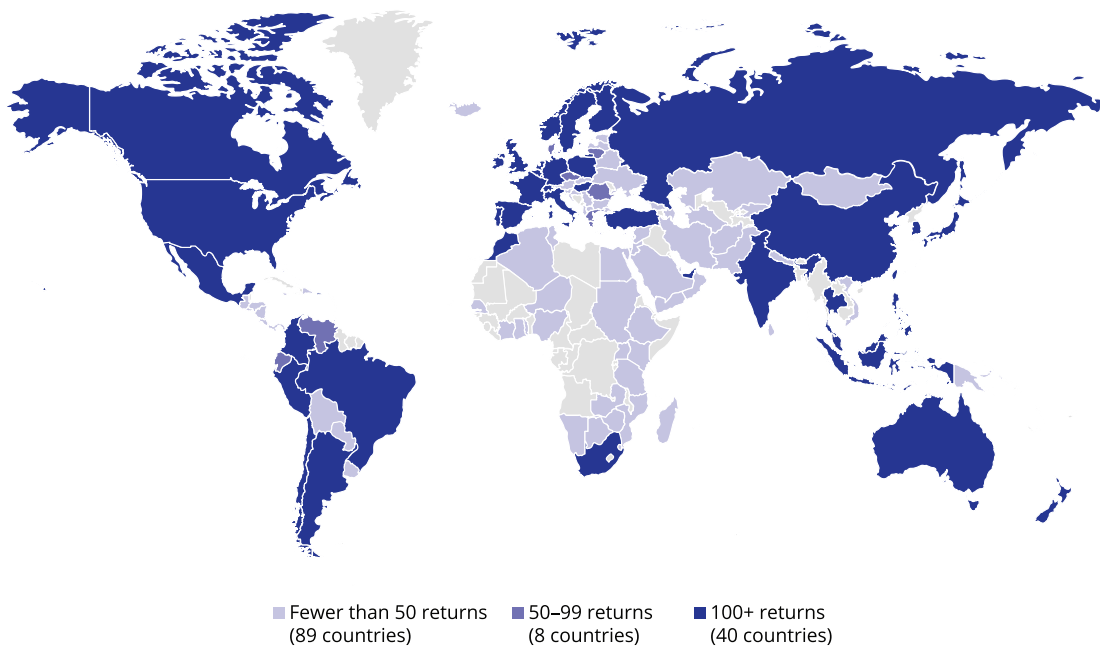 Fewer than 50 returns 50–99 returns 100+ returns
(89 countries) (8 countries) (40 countries)